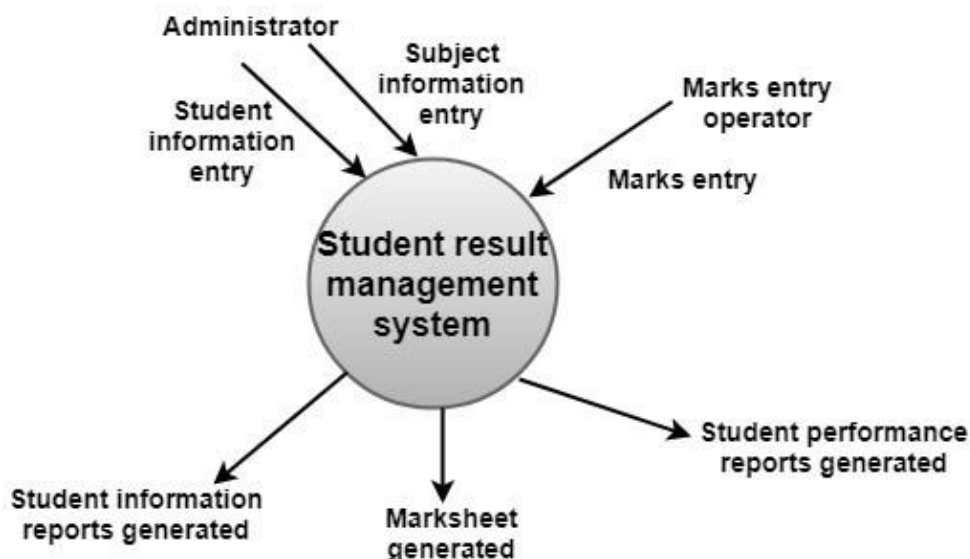 Administrator
Subject
information
entry
Student
information
entry
Marks entry
operator
Marks entry
Student result
management
system
Student performance
reports generated
Student information
reports generated
Marksheet
generated